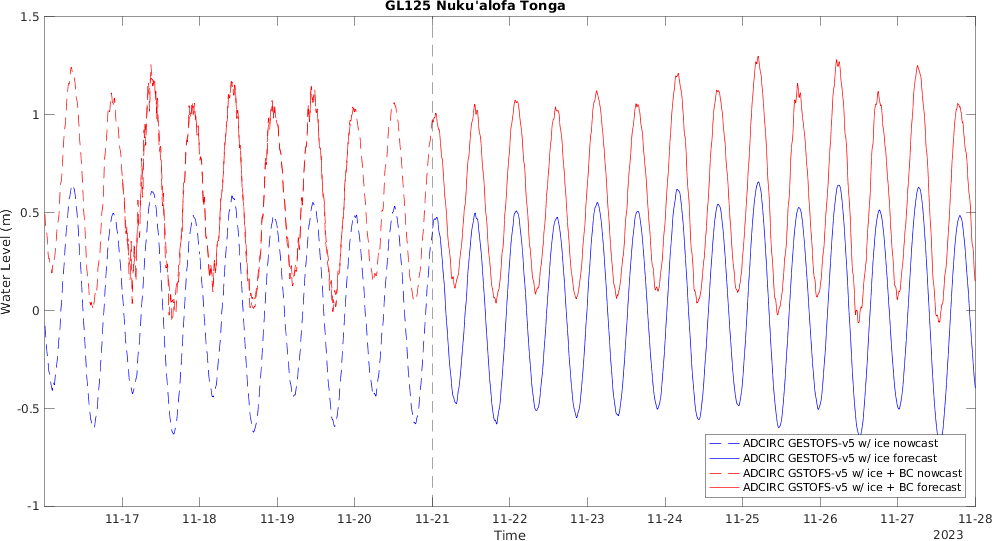 GL125 Nuku'alofa Tonga
1.5
1
0.5
0
-0.5
-1
Water Level (m)
ADCIRC GESTOFS-v5 w/ ice nowcast
ADCIRC GESTOFS-v5 w/ ice forecast
ADCIRC GSTOFS-v5 w/ ice + BC nowcast
ADCIRC GSTOFS-v5 w/ ice + BC forecast
11-17 11-18 11-19 11-20 11-21 11-22 11-23 11-24 11-25 11-26 11-27 11-28
Time
2023